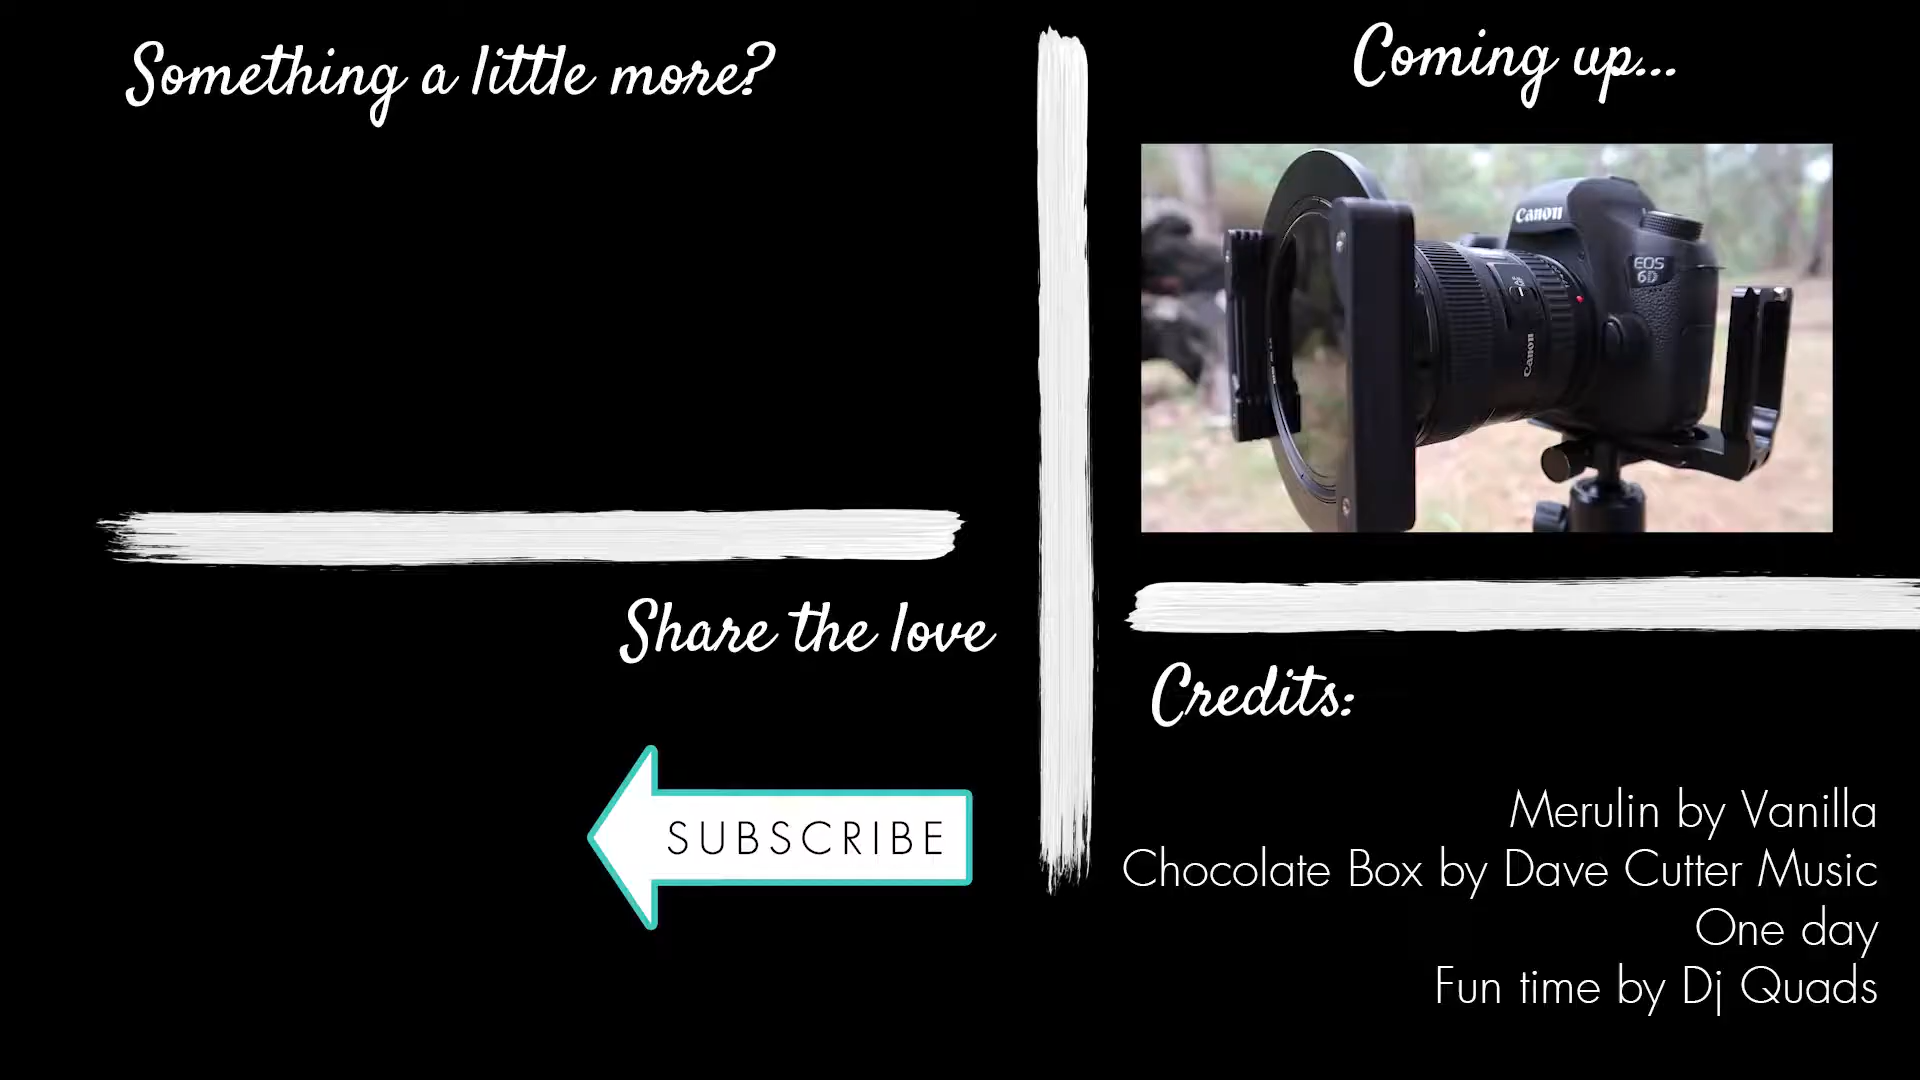 Something a little more?
Coming up...
Canon
EOS
6D
Canon
Share the love
SUBSCRIBE
Credits:
Merulin by Vanilla
Chocolate Box by Dave Cutter Music
One day
Fun time by Dj Quads